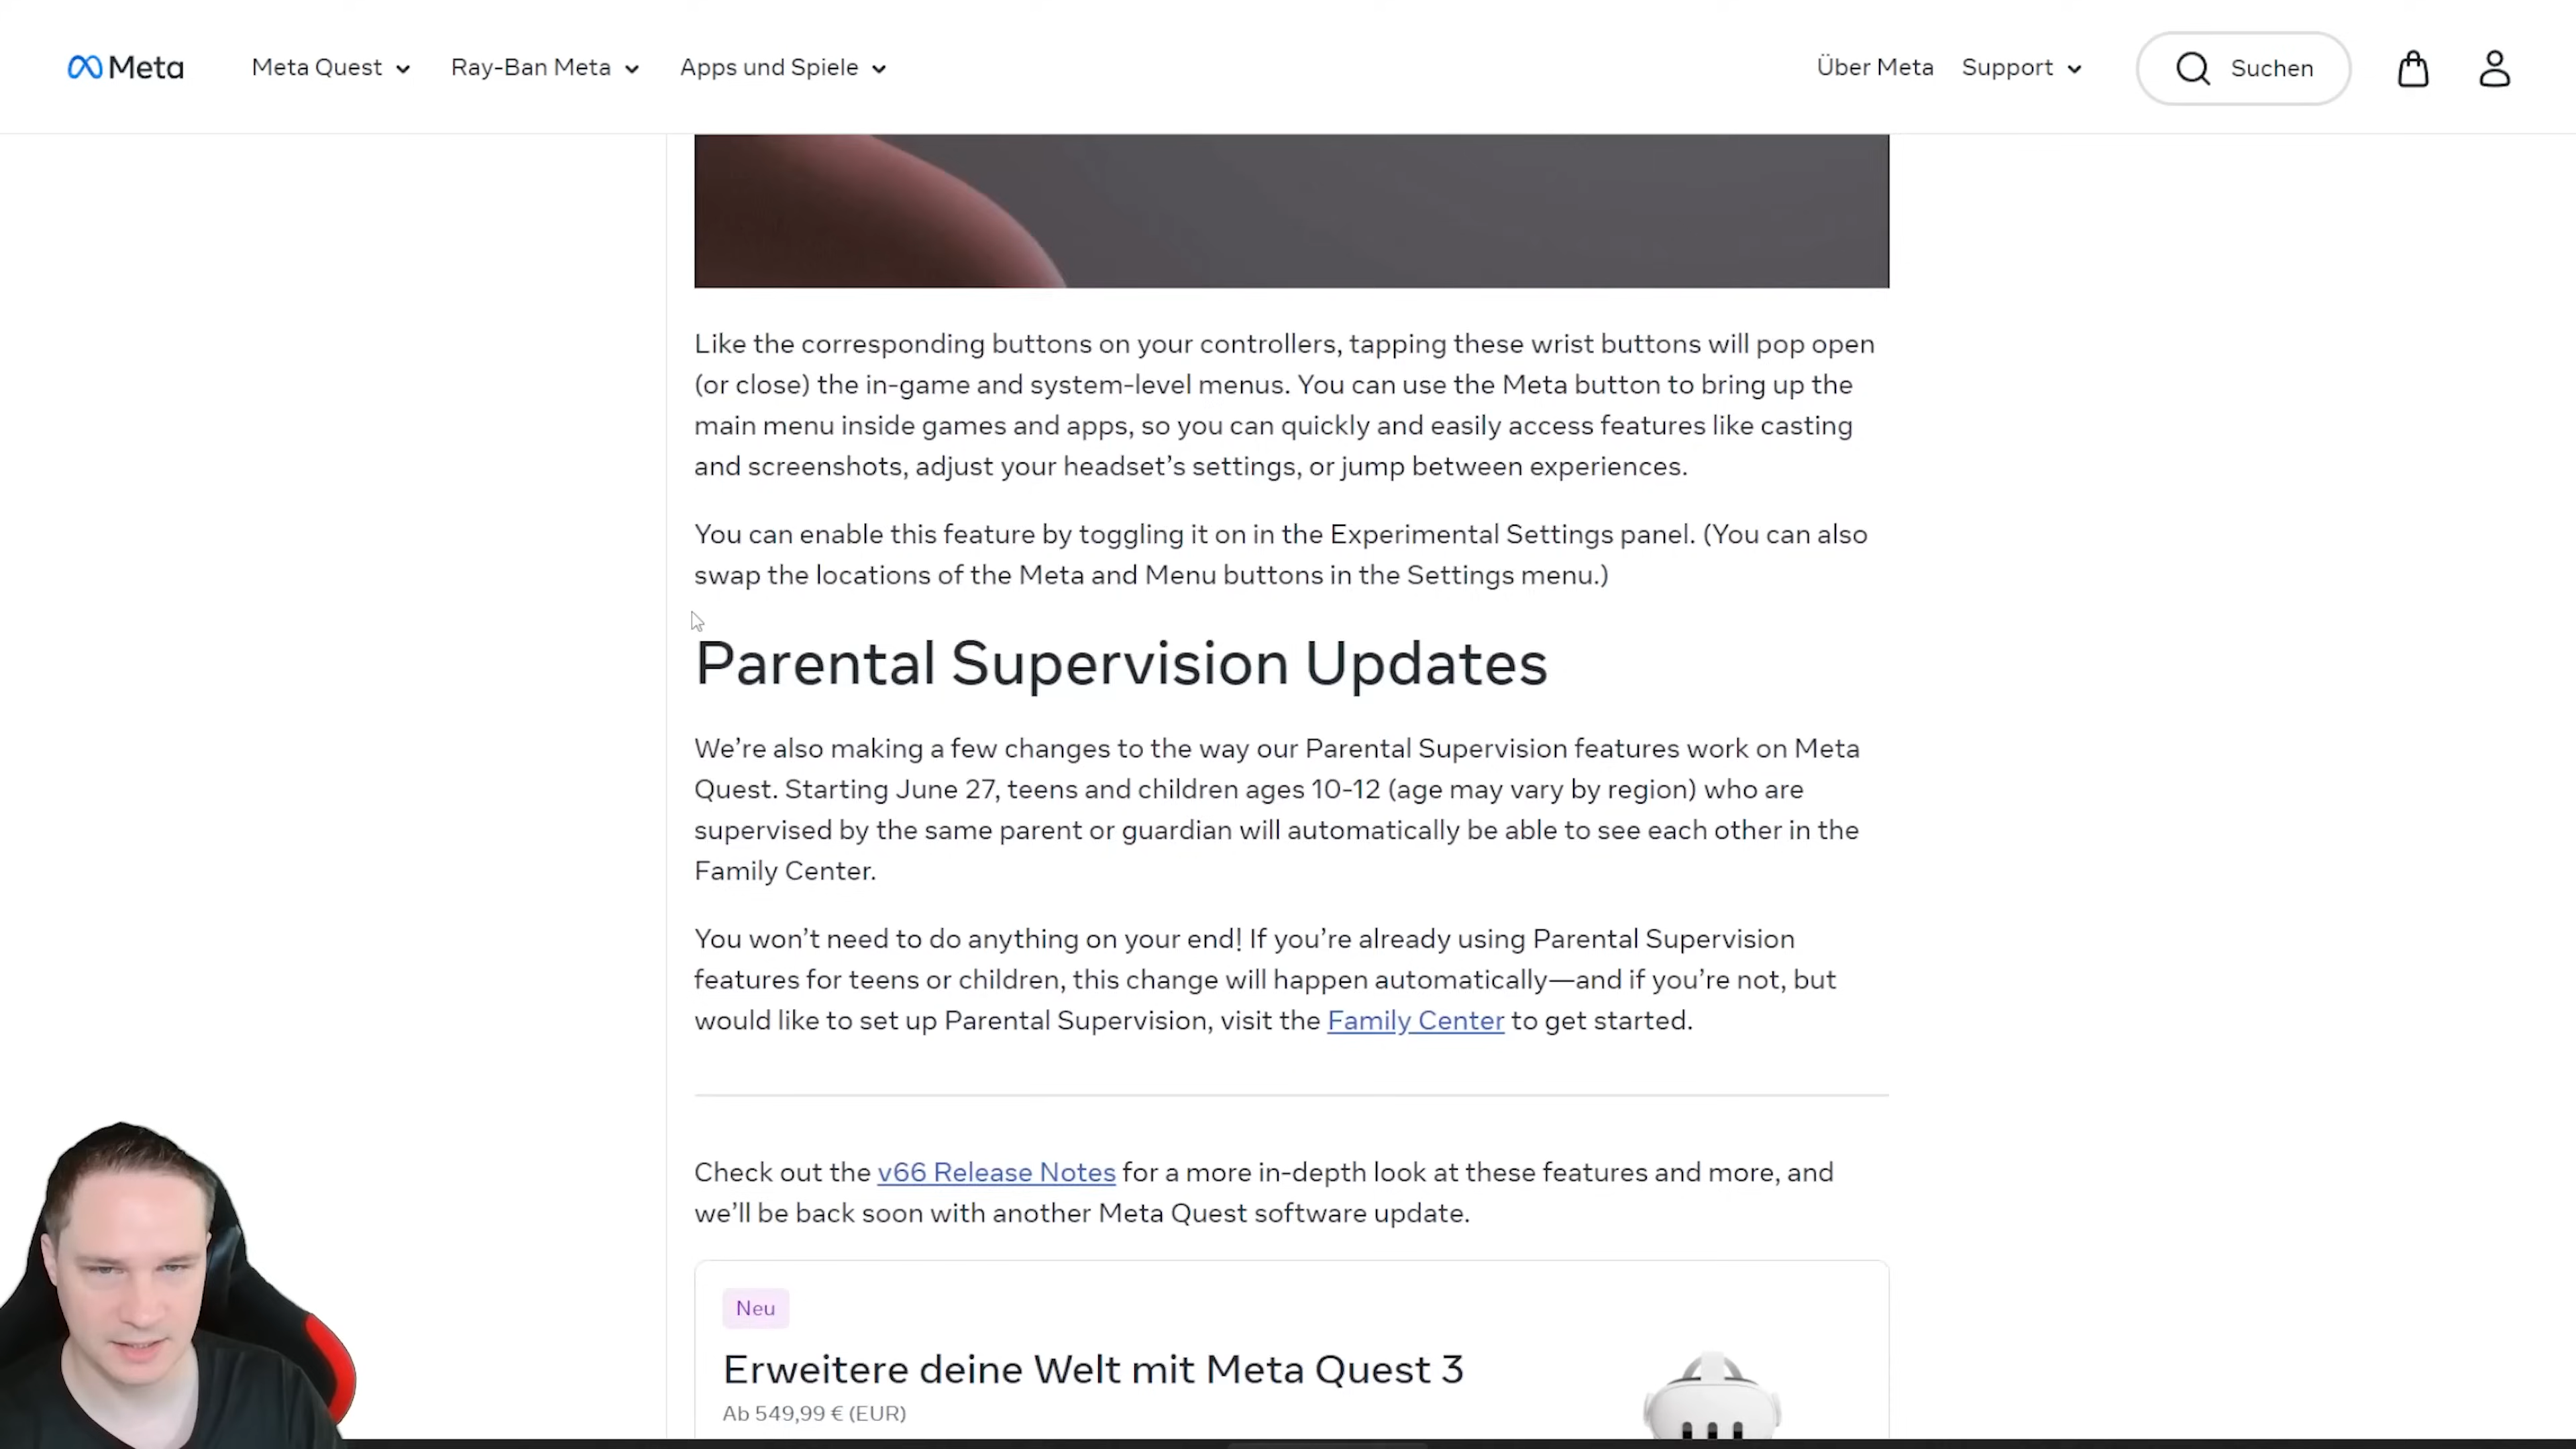 Meta
Meta Quest
Ray-Ban Meta
Apps und Spiele
Über Meta
Support
Suchen
Like the corresponding buttons on your controllers, tapping these wrist buttons will pop open
(or close) the in-game and system-level menus. You can use the Meta button to bring up the
main menu inside games and apps, so you can quickly and easily access features like casting
and screenshots, adjust your headset’s settings, or jump between experiences.
You can enable this feature by toggling it on in the Experimental Settings panel. (You can also
swap the locations of the Meta and Menu buttons in the Settings menu.)
Parental Supervision Updates
We’re also making a few changes to the way our Parental Supervision features work on Meta
Quest. Starting June 27, teens and children ages 10-12 (age may vary by region) who are
supervised by the same parent or guardian will automatically be able to see each other in the
Family Center.
You won’t need to do anything on your end! If you’re already using Parental Supervision
features for teens or children, this change will happen automatically—and if you’re not, but
would like to set up Parental Supervision, visit the Family Center to get started.
Check out the v66 Release Notes for a more in-depth look at these features and more, and
we’ll be back soon with another Meta Quest software update.
Neu
Erweitere deine Welt mit Meta Quest 3
Ab 549,99 € (EUR)